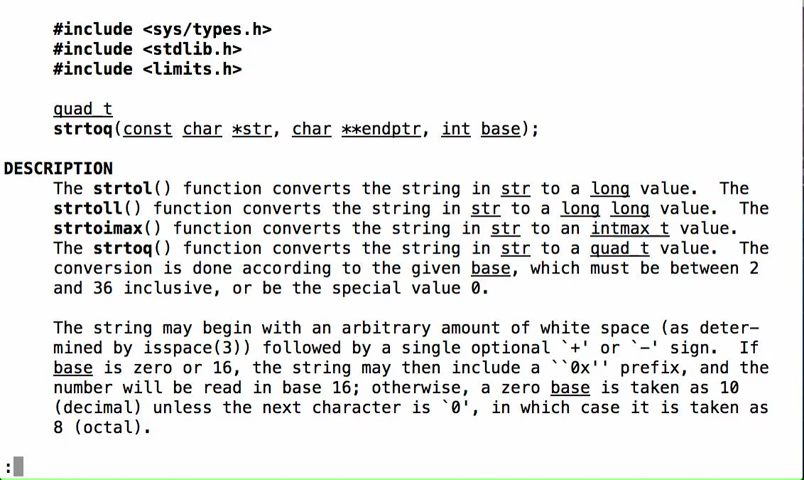 #include <sys/types.h>
#include <stdlib.h>
#include <limits.h>
quad_t
strtoq(const char *str, char **endptr, int base);
DESCRIPTION
The strtol() function converts the string in str to a long value.  The
strtoll() function converts the string in str to a long long value.  The
strtoimax() function converts the string in str to an intmax_t value.
The strtoq() function converts the string in str to a quad_t value.  The
conversion is done according to the given base, which must be between 2
and 36 inclusive, or be the special value 0.
The string may begin with an arbitrary amount of white space (as deter-
mined by isspace(3)) followed by a single optional `+' or `-' sign.  If
base is zero or 16, the string may then include a ``0x'' prefix, and the
number will be read in base 16; otherwise, a zero base is taken as 10
(decimal) unless the next character is `0', in which case it is taken as
8 (octal).
: